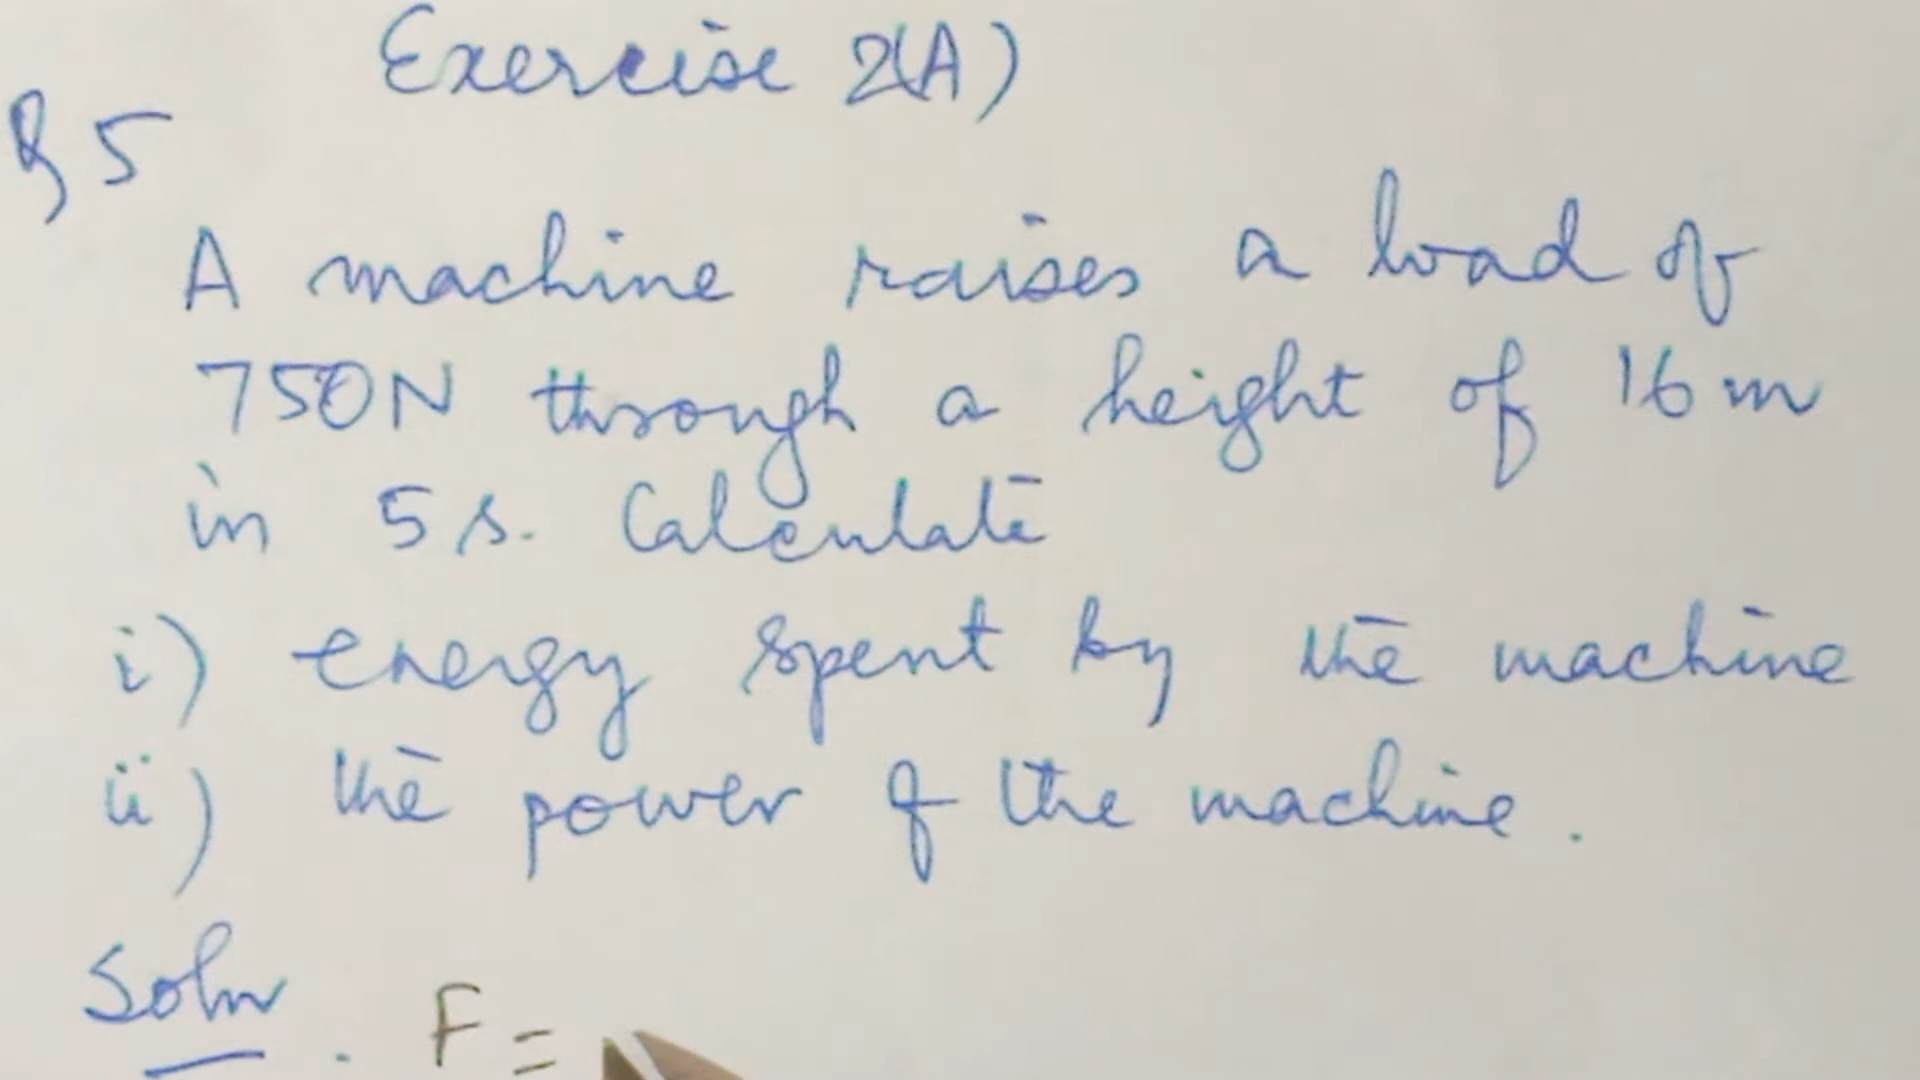 Exercise 2(A)
Q 5
A machine raises a load of
750N through a height of 16 m
in 5 s. Calculate
i) energy spent by the machine
ii) the power of the machine.
Soln. F =